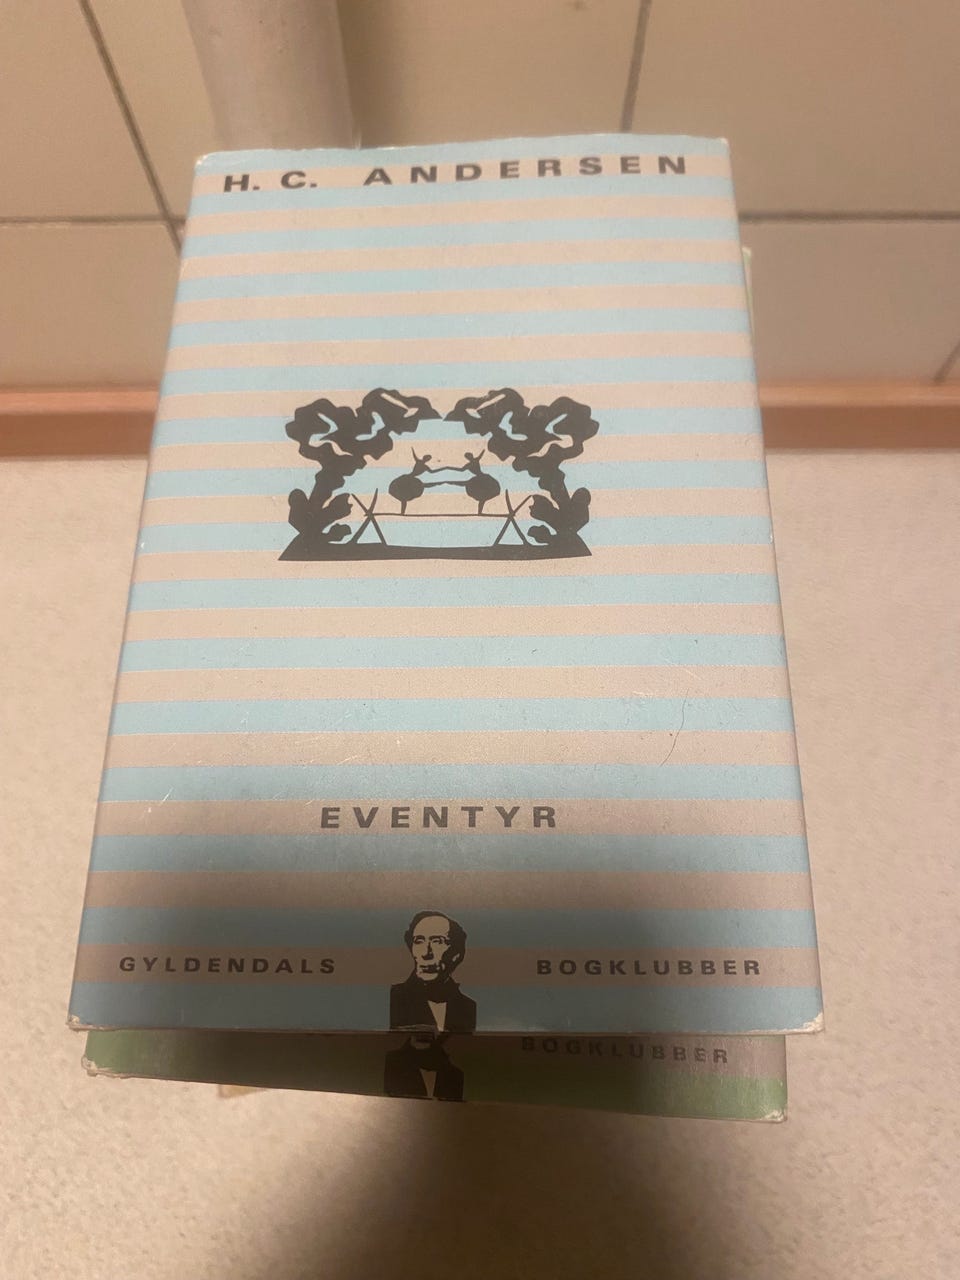 H. C. ANDERSEN
EVENTYR
GYLDENDALS BOGKLUBBER
BOGKLUBBER